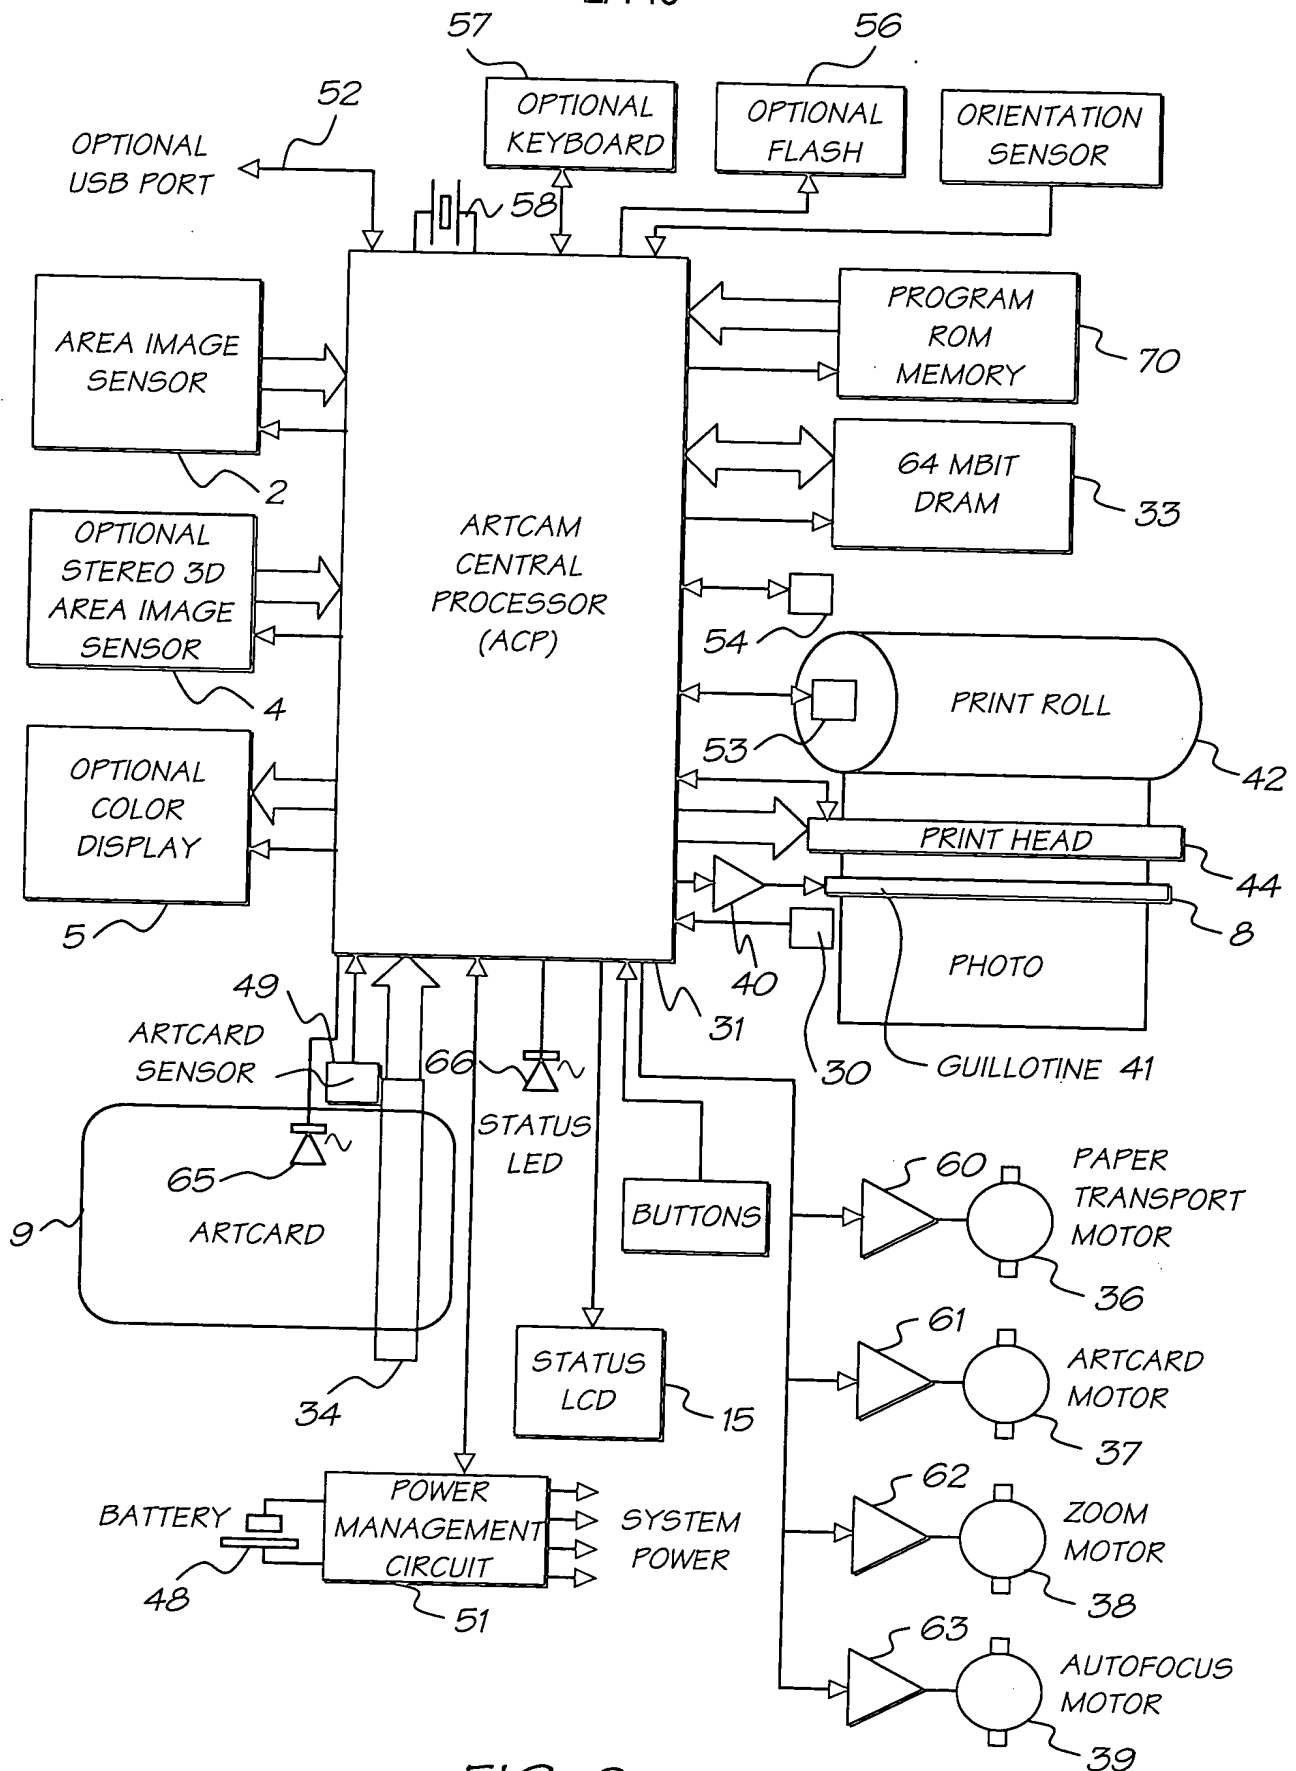 57
56
52
OPTIONAL
USB PORT
OPTIONAL
KEYBOARD
OPTIONAL
FLASH
ORIENTATION
SENSOR
58
AREA IMAGE
SENSOR
2
PROGRAM
ROM
MEMORY
70
64 MBIT
DRAM
33
OPTIONAL
STEREO 3D
AREA IMAGE
SENSOR
4
ARTCAM
CENTRAL
PROCESSOR
(ACP)
54
PRINT ROLL
53
42
OPTIONAL
COLOR
DISPLAY
5
PRINT HEAD
44
8
40
PHOTO
31
30
GUILLOTINE 41
49
ARTCARD
SENSOR
66
STATUS
LED
65
9
ARTCARD
34
BUTTONS
STATUS
LCD
15
60
PAPER
TRANSPORT
MOTOR
36
61
ARTCARD
MOTOR
37
62
ZOOM
MOTOR
38
63
AUTOFOCUS
MOTOR
39
BATTERY
48
POWER
MANAGEMENT
CIRCUIT
51
SYSTEM
POWER